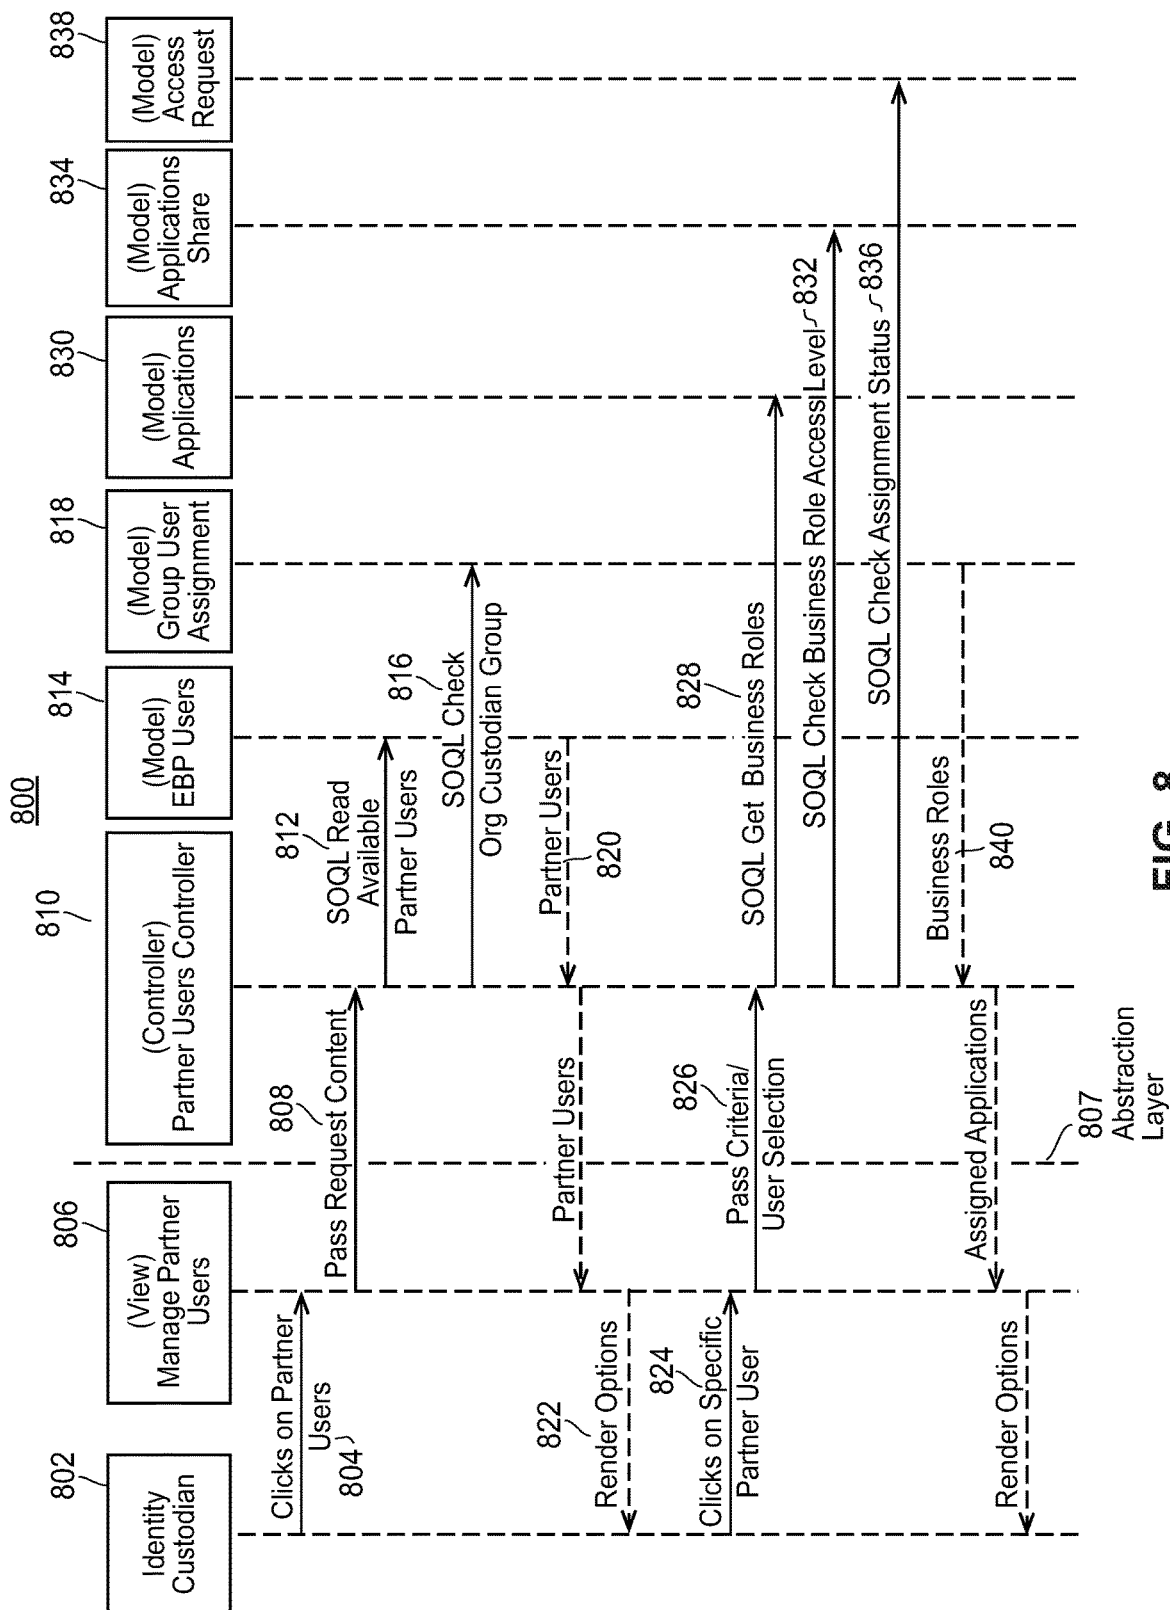 800
802
Identity
Custodian
806
(View)
Manage Partner
Users
810
(Controller)
Partner Users Controller
814
(Model)
EBP Users
818
(Model)
Group User
Assignment
830
(Model)
Applications
834
(Model)
Applications
Share
838
(Model)
Access
Request
Clicks on Partner
Users
804
Pass Request Content
808
812
SOQL Read
Available
Partner Users
816
SOQL Check
Org Custodian Group
Partner Users
820
Partner Users
822
Render Options
824
Clicks on Specific
Partner User
826
Pass Criteria/
User Selection
828
SOQL Get Business Roles
SOQL Check Business Role Access Level 832
SOQL Check Assignment Status 836
Business Roles
840
Assigned Applications
Render Options
807
Abstraction
Layer
FIG. 8